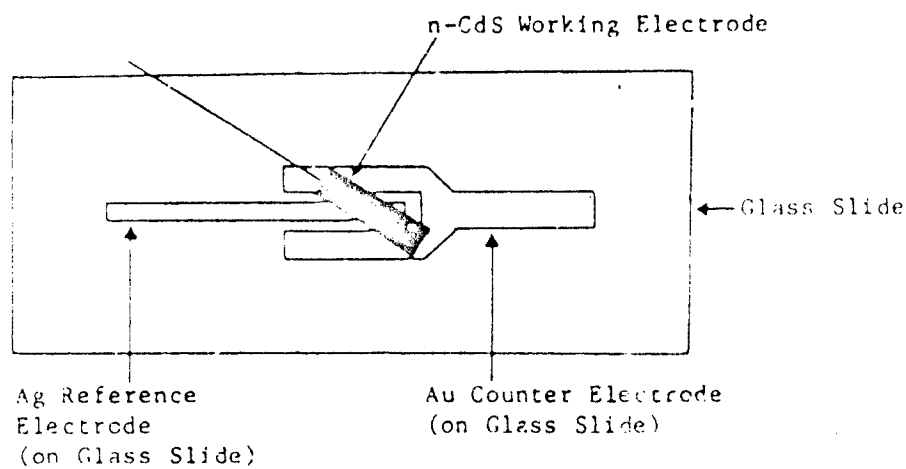 n-CdS Working Electrode
Glass Slide
Ag Reference
Electrode
(on Glass Slide)
Au Counter Electrode
(on Glass Slide)